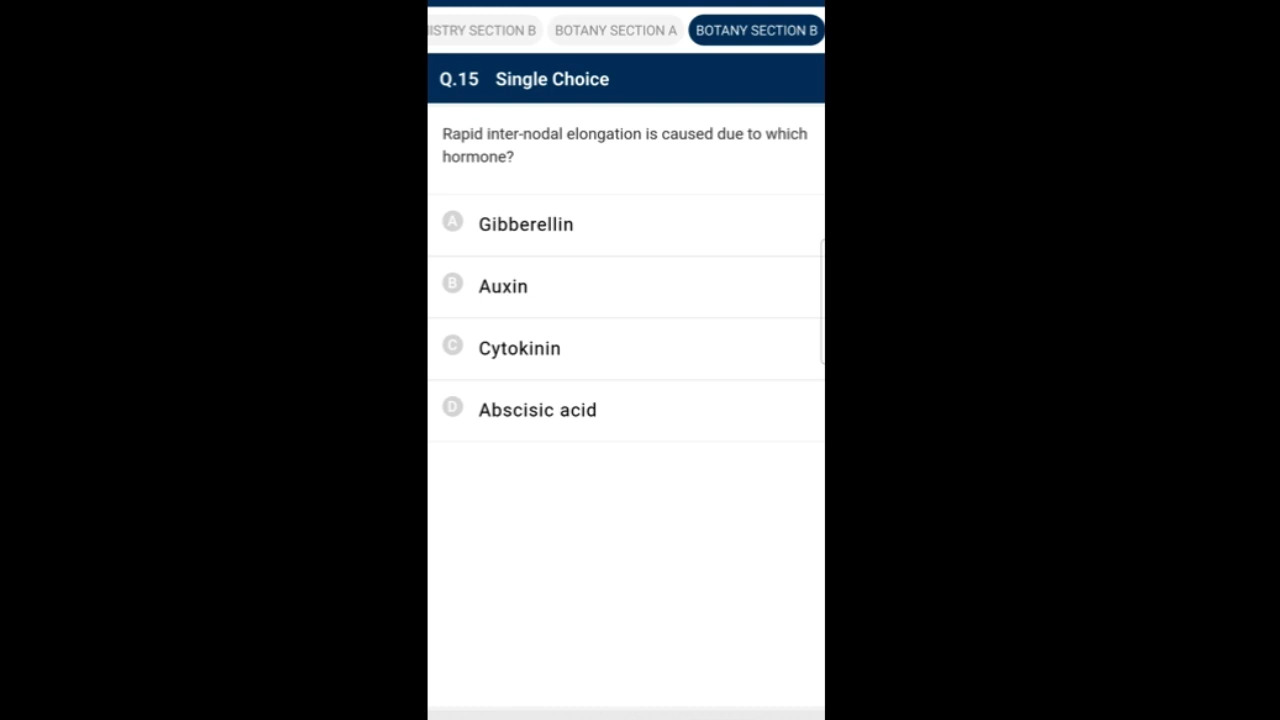 ISTRY SECTION B BOTANY SECTION A BOTANY SECTION B
Q.15 Single Choice
Rapid inter-nodal elongation is caused due to which
hormone?
A Gibberellin
B Auxin
C Cytokinin
D Abscisic acid